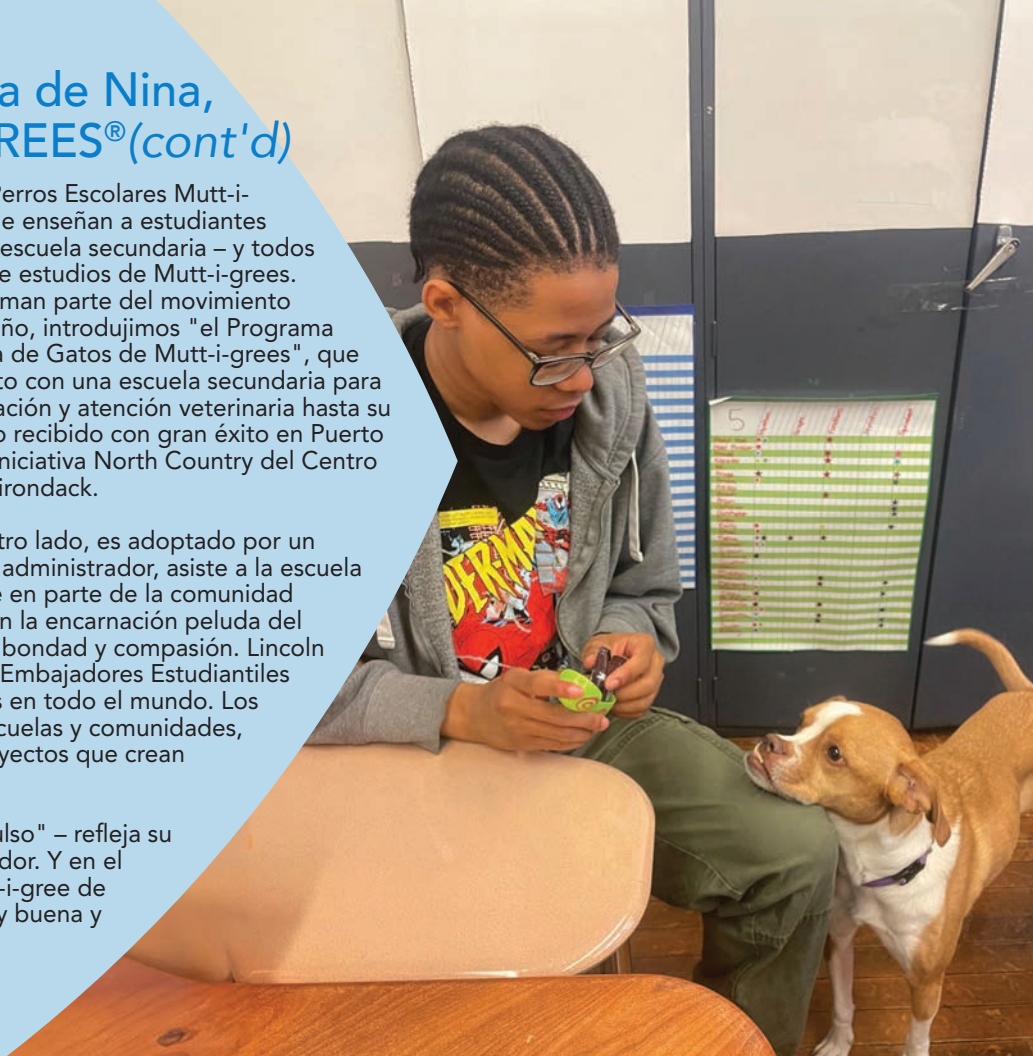 a de Nina,
REES®(cont'd)
Perros Escolares Mutt-i-
e enseñan a estudiantes
escuela secundaria – y todos
e estudios de Mutt-i-grees.
man parte del movimiento
ño, introdujimos "el Programa
a de Gatos de Mutt-i-grees", que
to con una escuela secundaria para
ación y atención veterinaria hasta su
o recibido con gran éxito en Puerto
niciativa North Country del Centro
irondack.
tro lado, es adoptado por un
administrador, asiste a la escuela
e en parte de la comunidad
n la encarnación peluda del
bondad y compasión. Lincoln
Embajadores Estudiantiles
s en todo el mundo. Los
cuelas y comunidades,
yectos que crean
ulso" – refleja su
dor. Y en el
-i-gree de
y buena y
SPIDER-MAN
5